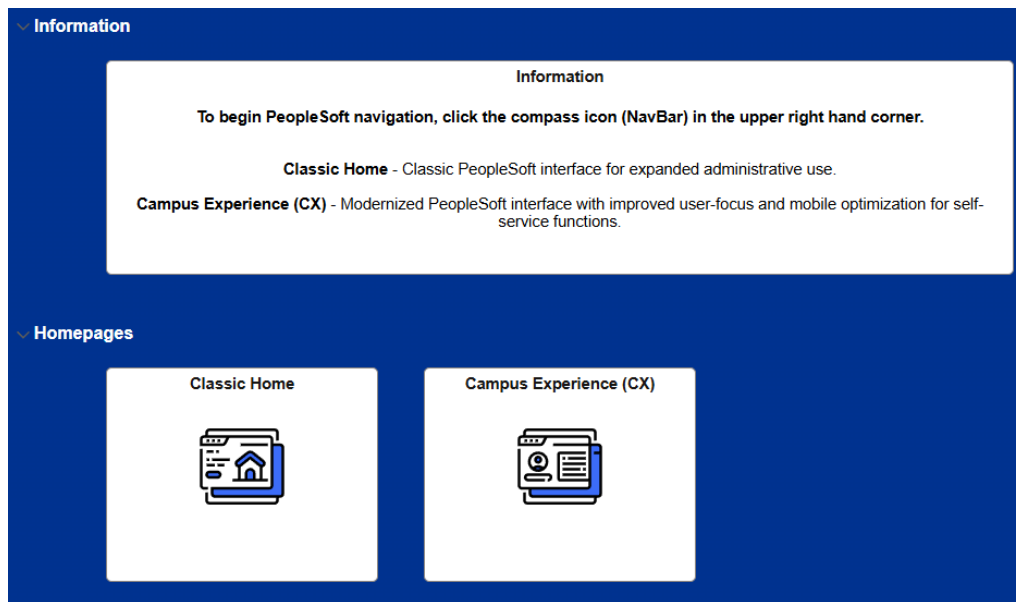 Information
Information
To begin PeopleSoft navigation, click the compass icon (NavBar) in the upper right hand corner.
Classic Home - Classic PeopleSoft interface for expanded administrative use.
Campus Experience (CX) - Modernized PeopleSoft interface with improved user-focus and mobile optimization for self-
service functions.
Homepages
Classic Home
Campus Experience (CX)